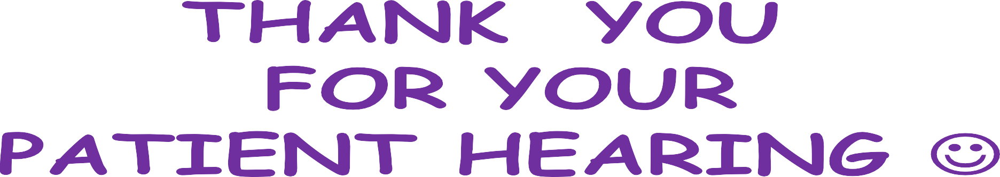 THANK YOU
FOR YOUR
PATIENT HEARING ☺